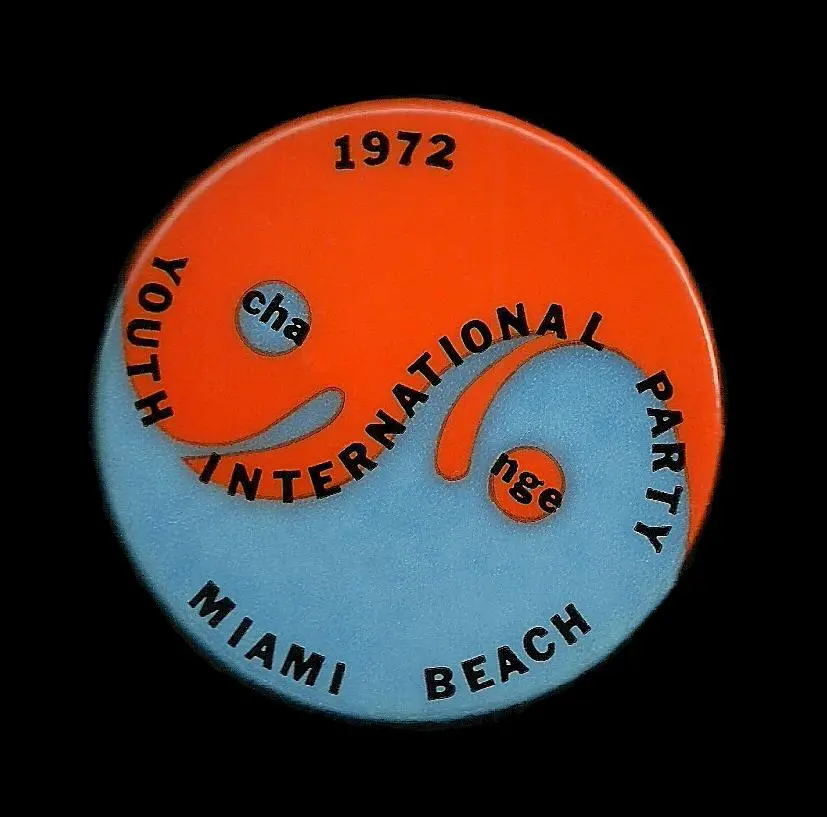 1972
YOUTH INTERNATIONAL PARTY
cha
nge
MIAMI BEACH